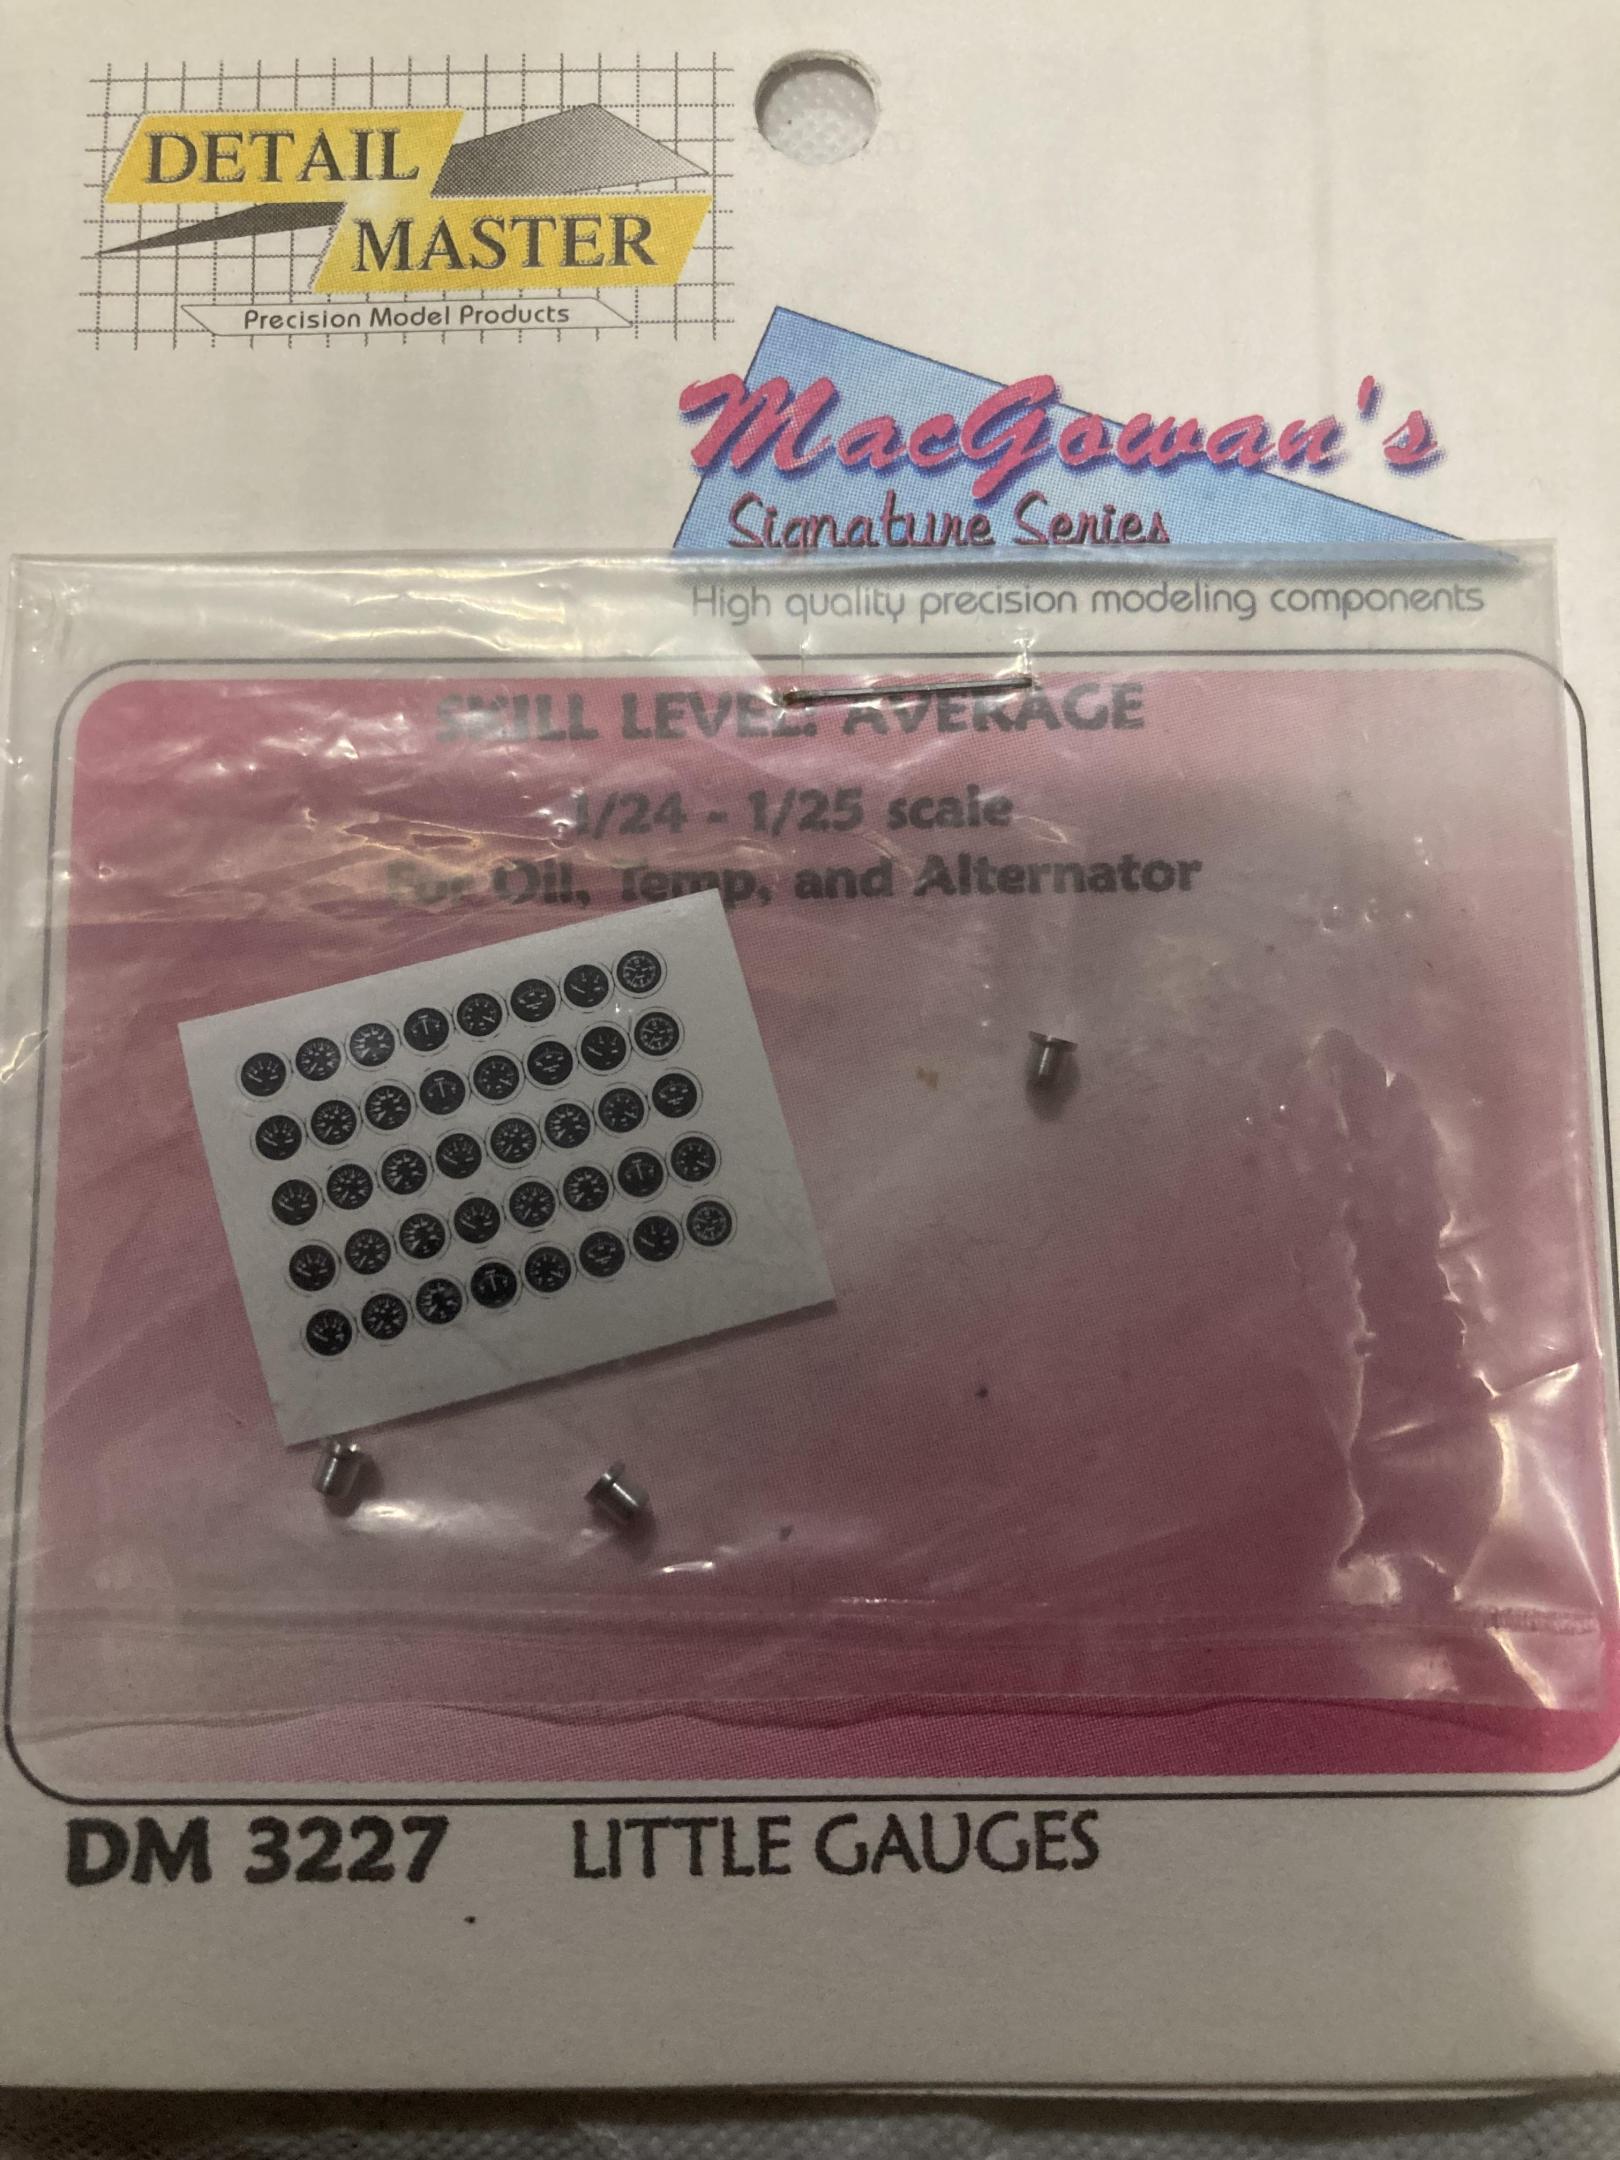 DETAIL
MASTER
Precision Model Products
MacGowan's
Signature Series
High quality precision modeling components
SKILL LEVEL: AVERAGE
1/24 - 1/25 scale
For Oil, Temp, and Alternator
DM 3227 LITTLE GAUGES